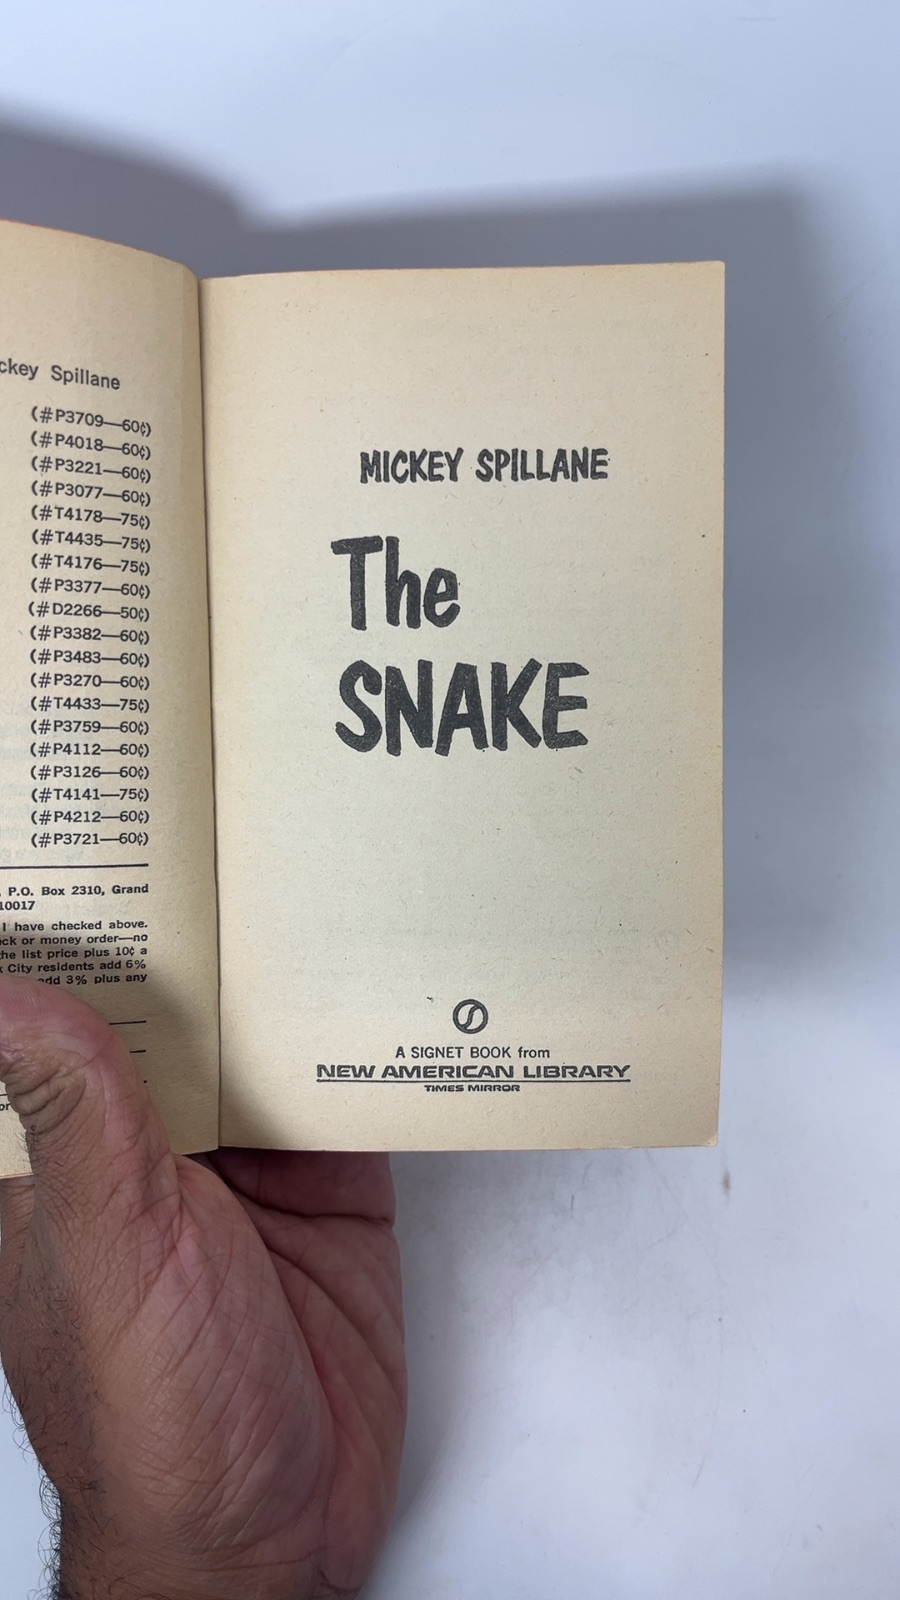 ckey Spillane
(#P3709—60¢)
(#P4018—60¢)
(#P3221—60¢)
(#P3077—60¢)
(#T4178—75¢)
(#T4435—75¢)
(#T4176—75¢)
(#P3377—60¢)
(#D2266—50¢)
(#P3382—60¢)
(#P3483—60¢)
(#P3270—60¢)
(#T4433—75¢)
(#P3759—60¢)
(#P4112—60¢)
(#P3126—60¢)
(#T4141—75¢)
(#P4212—60¢)
(#P3721—60¢)
, P.O. Box 2310, Grand
10017
I have checked above.
ck or money order—no
the list price plus 10¢ a
City residents add 6%
add 3% plus any
or
MICKEY SPILLANE
The
SNAKE
A SIGNET BOOK from
NEW AMERICAN LIBRARY
TIMES MIRROR